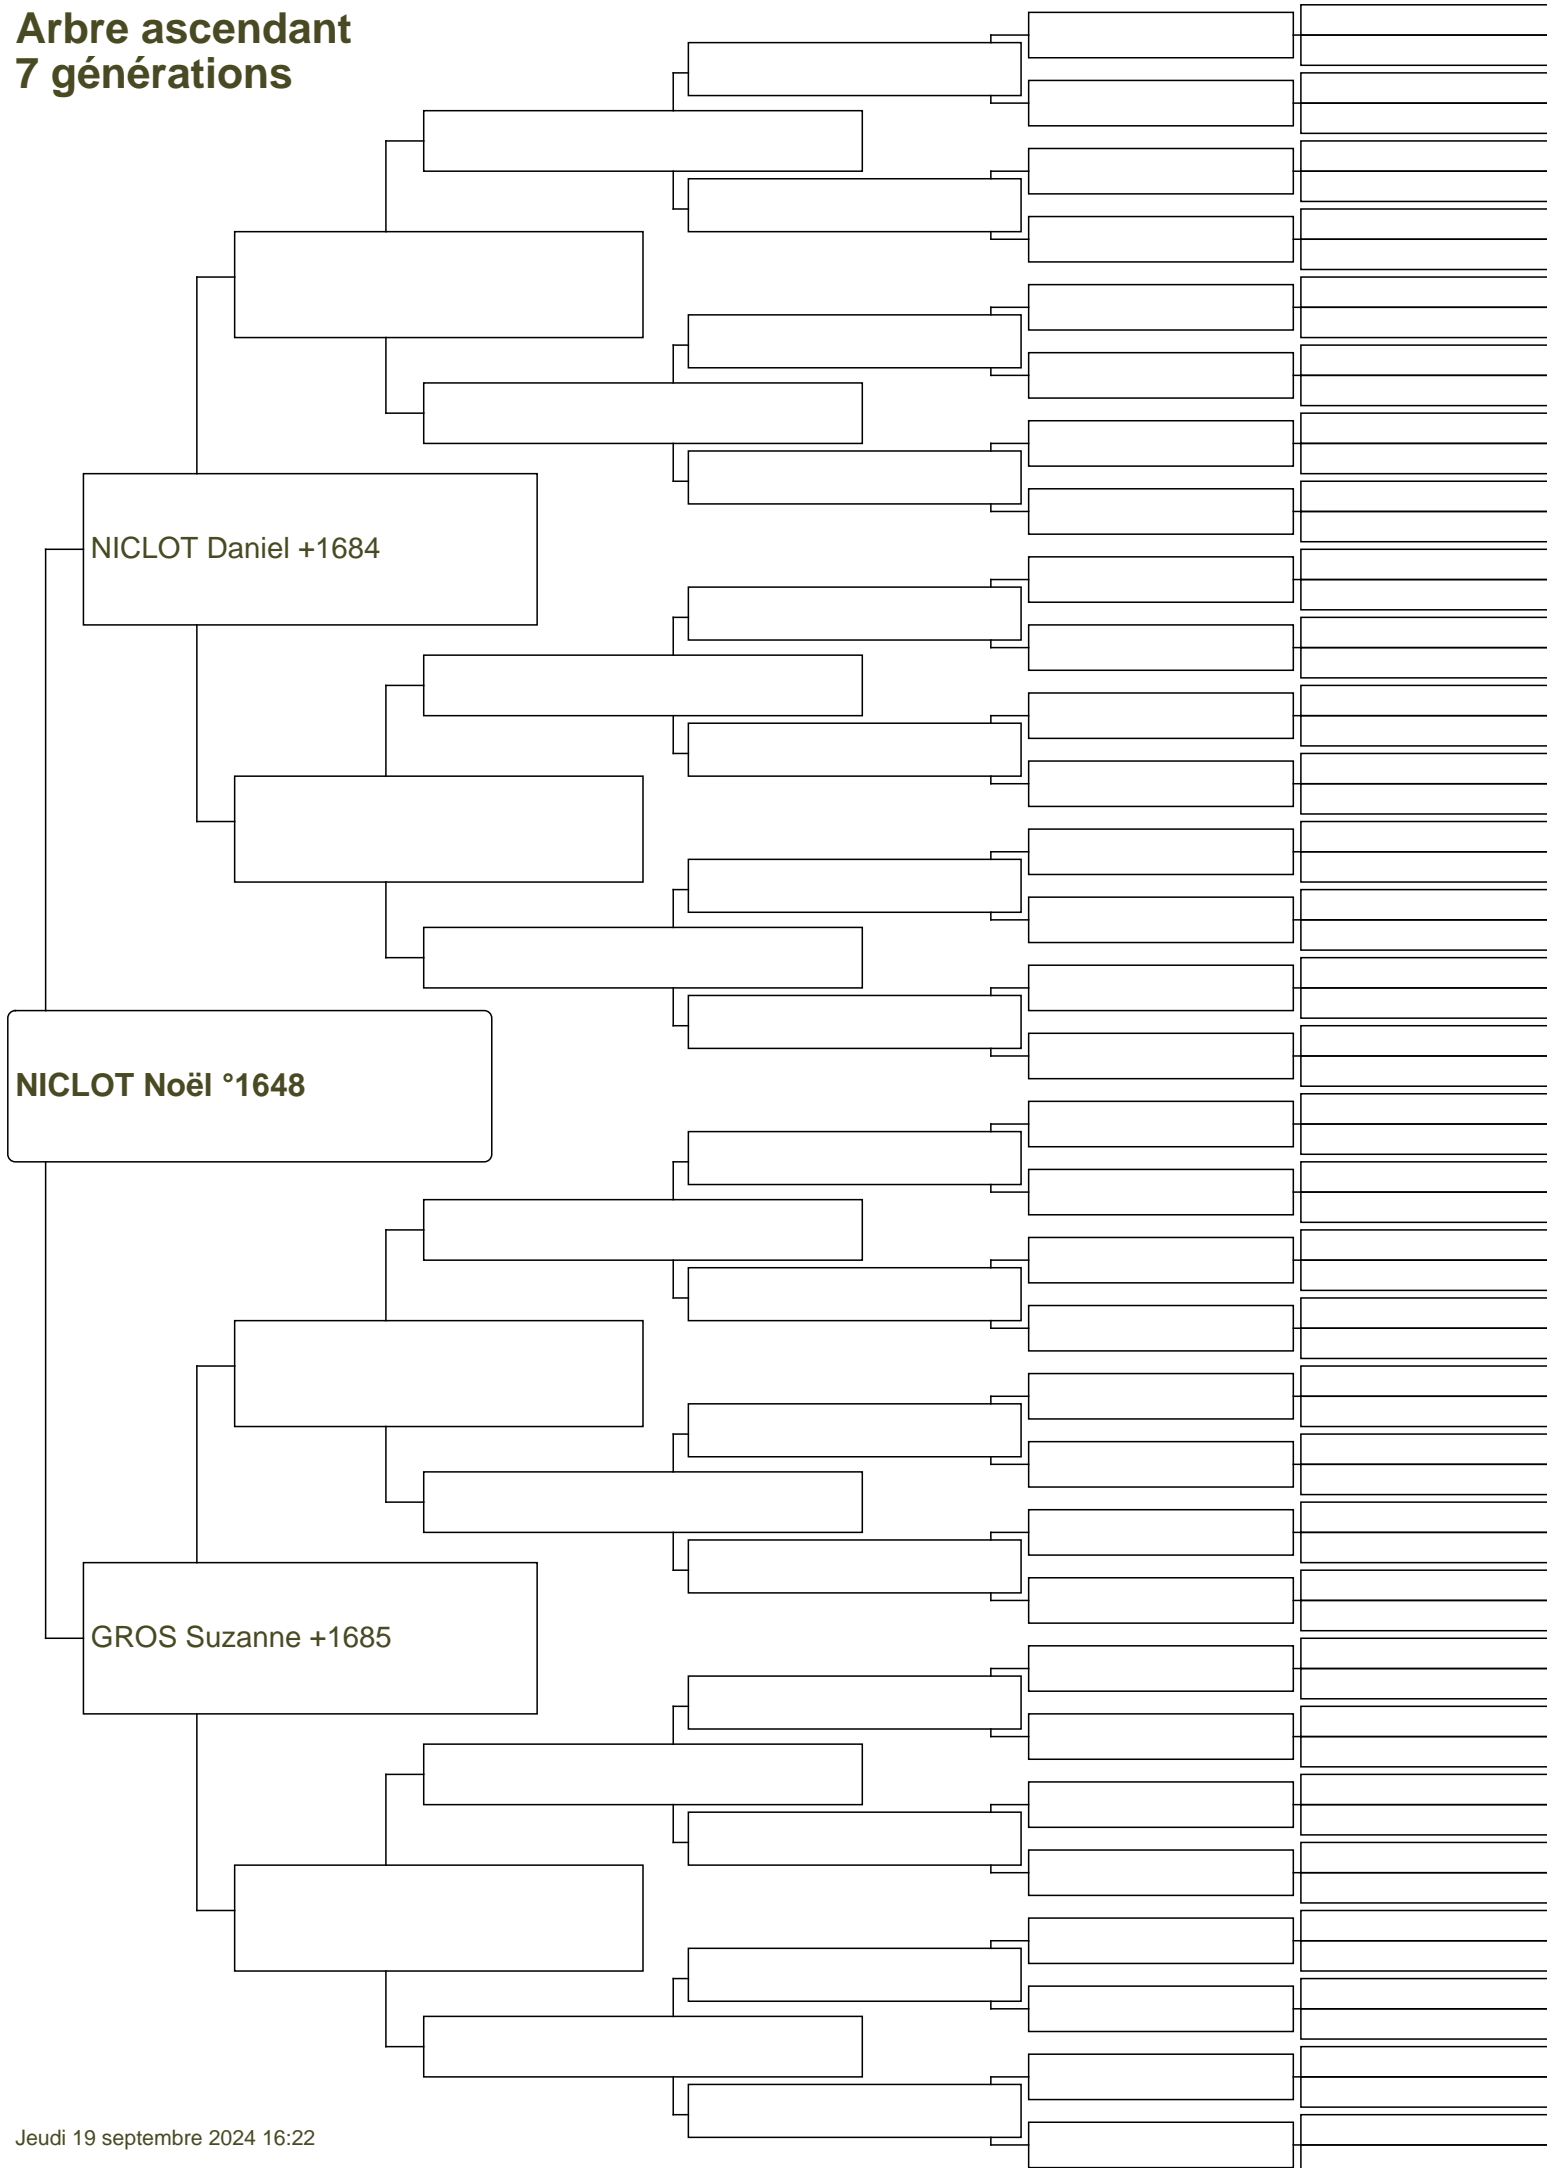 Arbre ascendant
7 générations
NICLOT Daniel +1684
NICLOT Noël °1648
GROS Suzanne +1685
Jeudi 19 septembre 2024 16:22